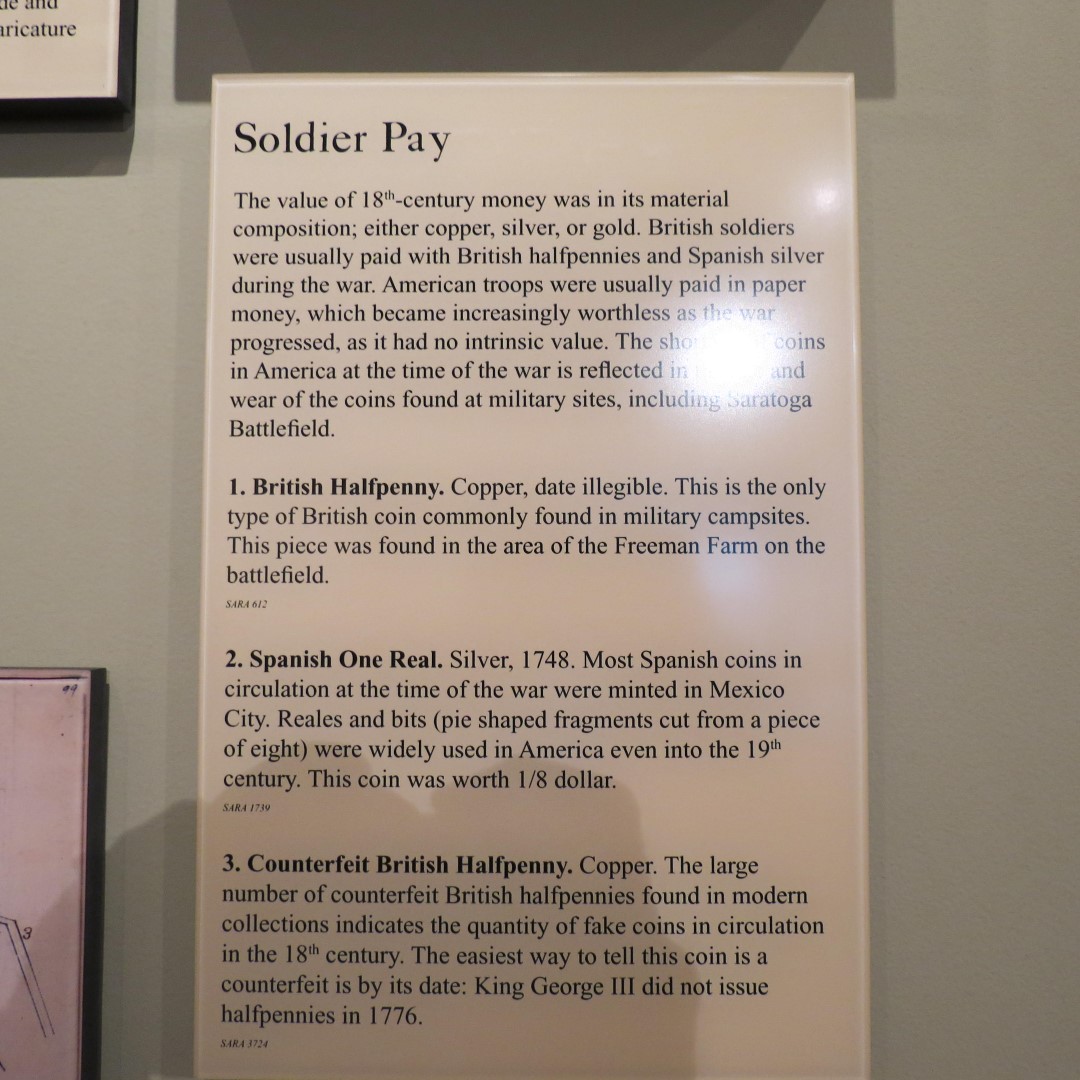 de and
aricature
Soldier Pay
The value of 18th-century money was in its material
composition; either copper, silver, or gold. British soldiers
were usually paid with British halfpennies and Spanish silver
during the war. American troops were usually paid in paper
money, which became increasingly worthless as the war
progressed, as it had no intrinsic value. The coins
in America at the time of the war is reflected in and
wear of the coins found at military sites, including Saratoga
Battlefield.
1. British Halfpenny. Copper, date illegible. This is the only
type of British coin commonly found in military campsites.
This piece was found in the area of the Freeman Farm on the
battlefield.
SARA 612
2. Spanish One Real. Silver, 1748. Most Spanish coins in
circulation at the time of the war were minted in Mexico
City. Reales and bits (pie shaped fragments cut from a piece
of eight) were widely used in America even into the 19th
century. This coin was worth 1/8 dollar.
SARA 1739
3. Counterfeit British Halfpenny. Copper. The large
number of counterfeit British halfpennies found in modern
collections indicates the quantity of fake coins in circulation
in the 18th century. The easiest way to tell this coin is a
counterfeit is by its date: King George III did not issue
halfpennies in 1776.
SARA 3724
99
3